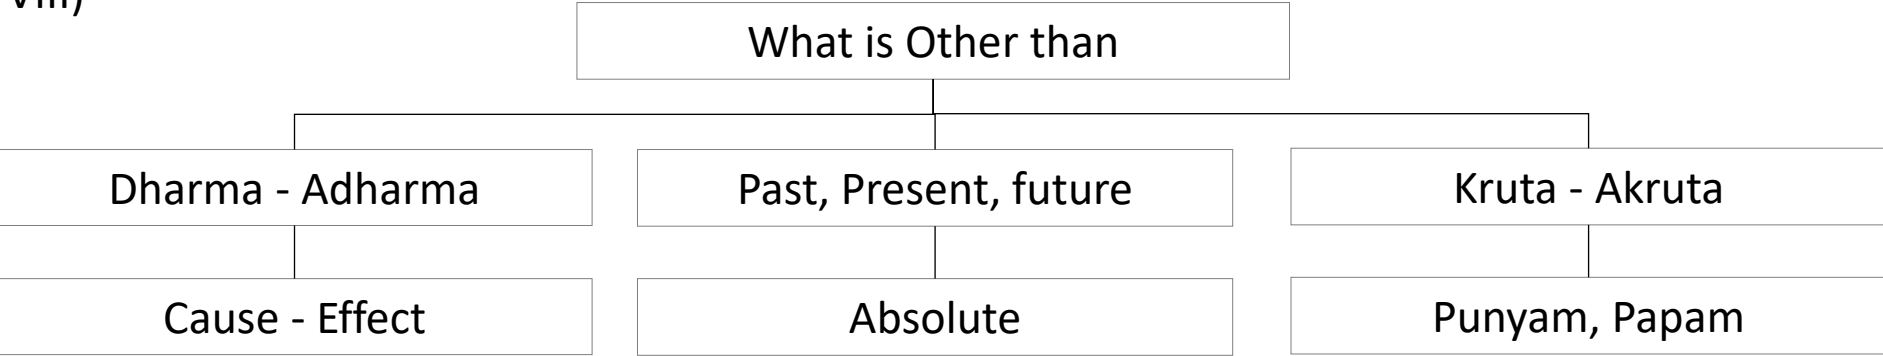 VIII)
What is Other than
Dharma - Adharma
Past, Present, future
Kruta - Akruta
Cause - Effect
Absolute
Punyam, Papam